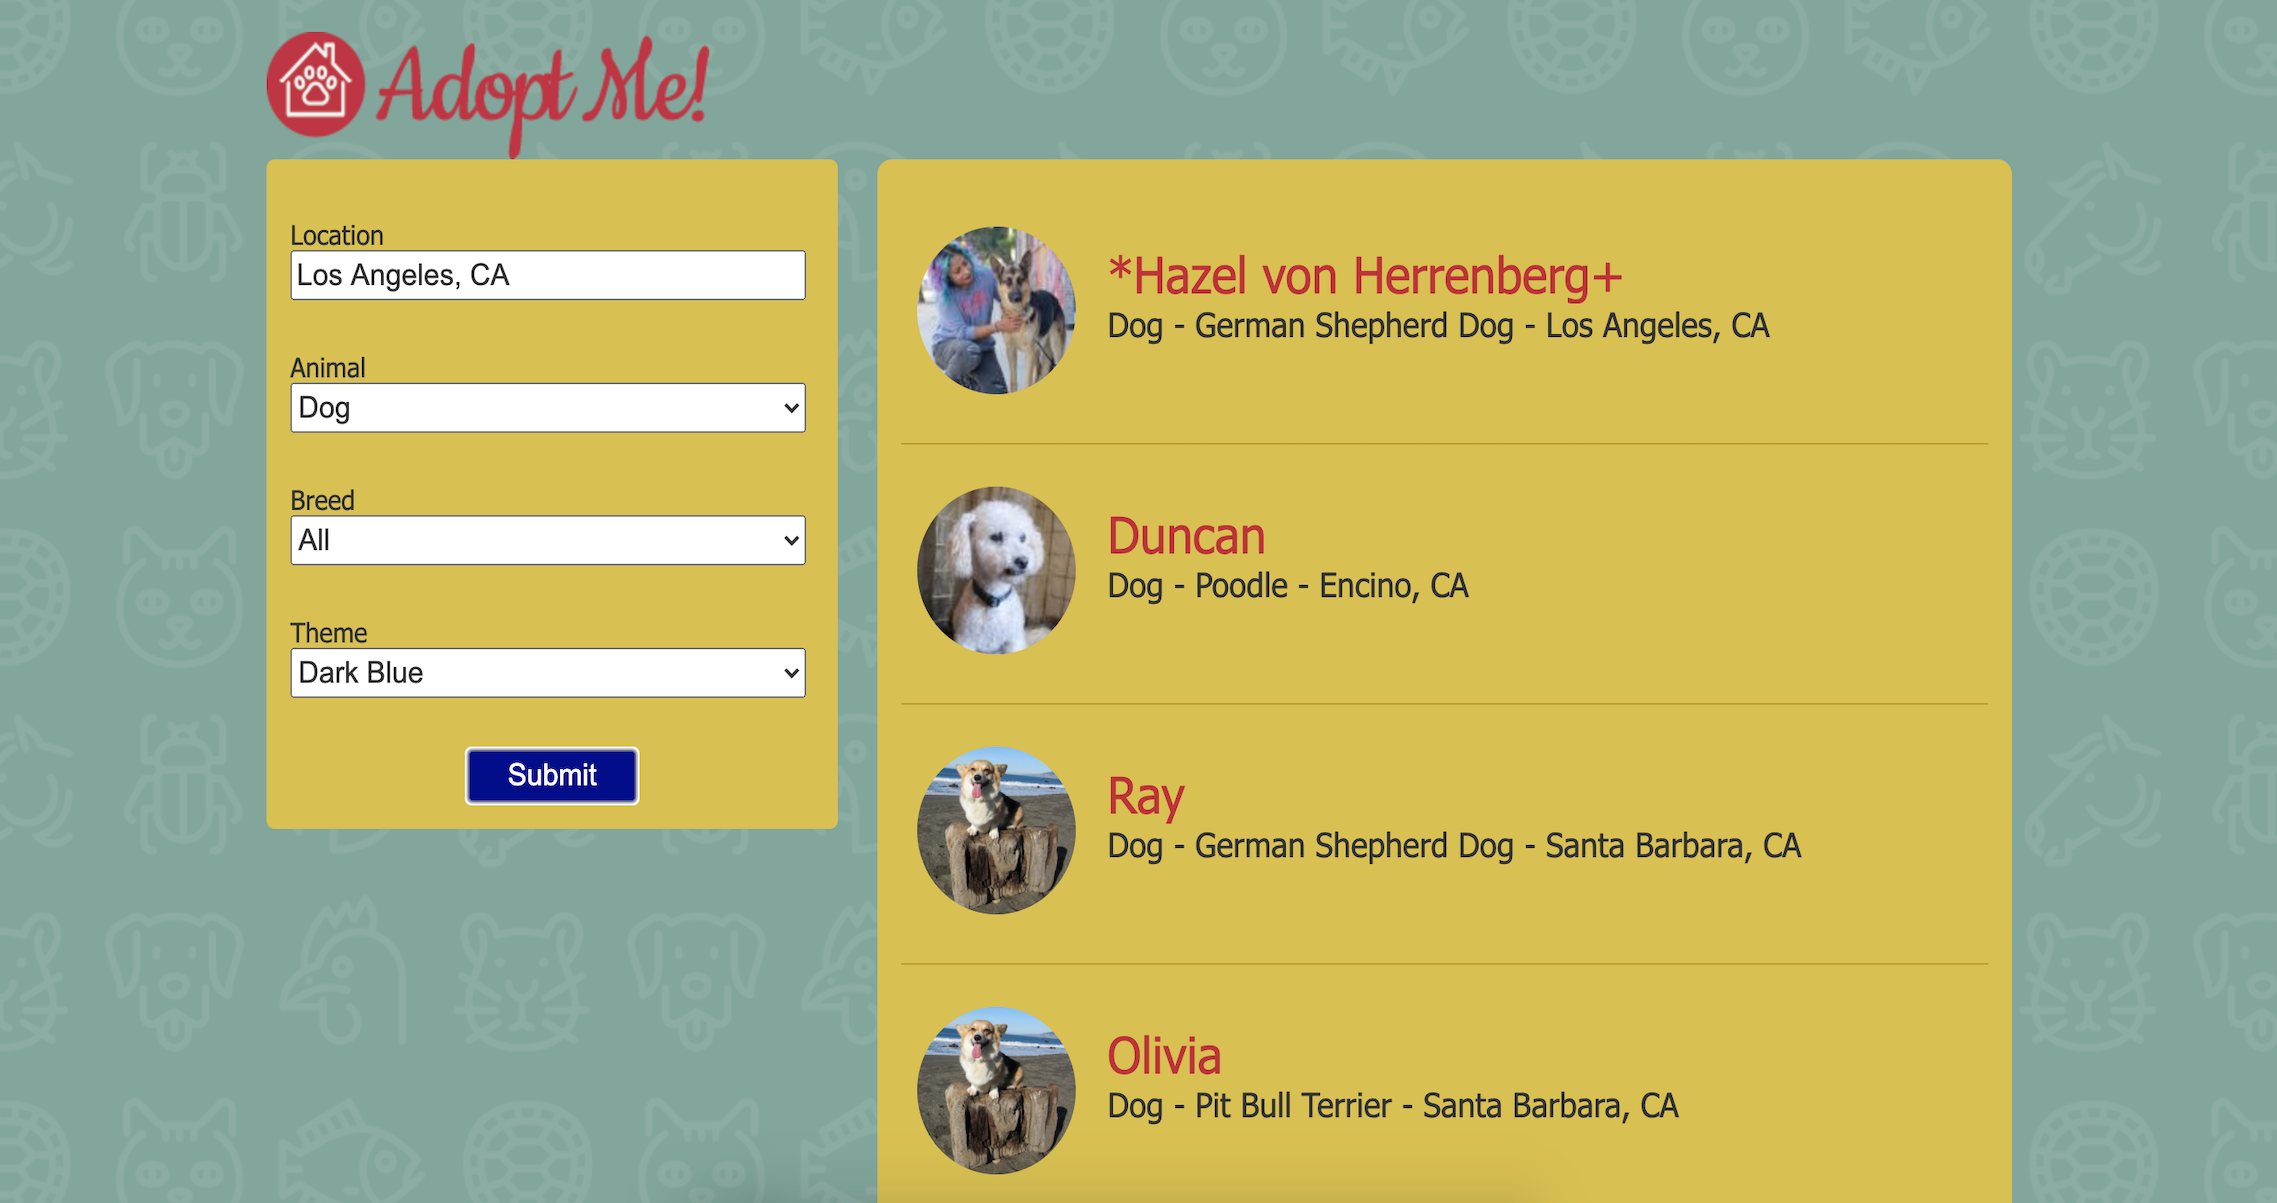 Adopt Me!
Location
Los Angeles, CA
Animal
Dog
Breed
All
Theme
Dark Blue
Submit
*Hazel von Herrenberg+
Dog - German Shepherd Dog - Los Angeles, CA
Duncan
Dog - Poodle - Encino, CA
Ray
Dog - German Shepherd Dog - Santa Barbara, CA
Olivia
Dog - Pit Bull Terrier - Santa Barbara, CA